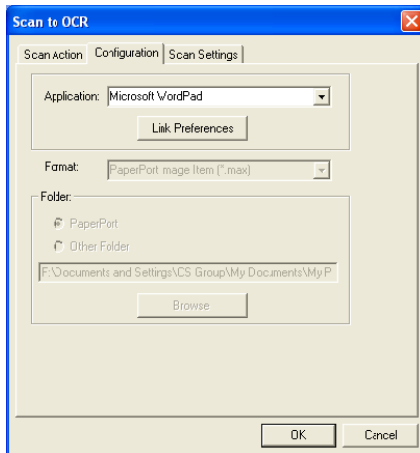 Scan to OCR
Scan Action Configuration Scan Settings
Application: Microsoft WordPad
Link Preferences
Format: PaperPort mage Item (*.max)
Folder:
PaperPort
Other Folder
F:\Documents and Settings\CS Group\My Documents\My P
Browse
OK Cancel